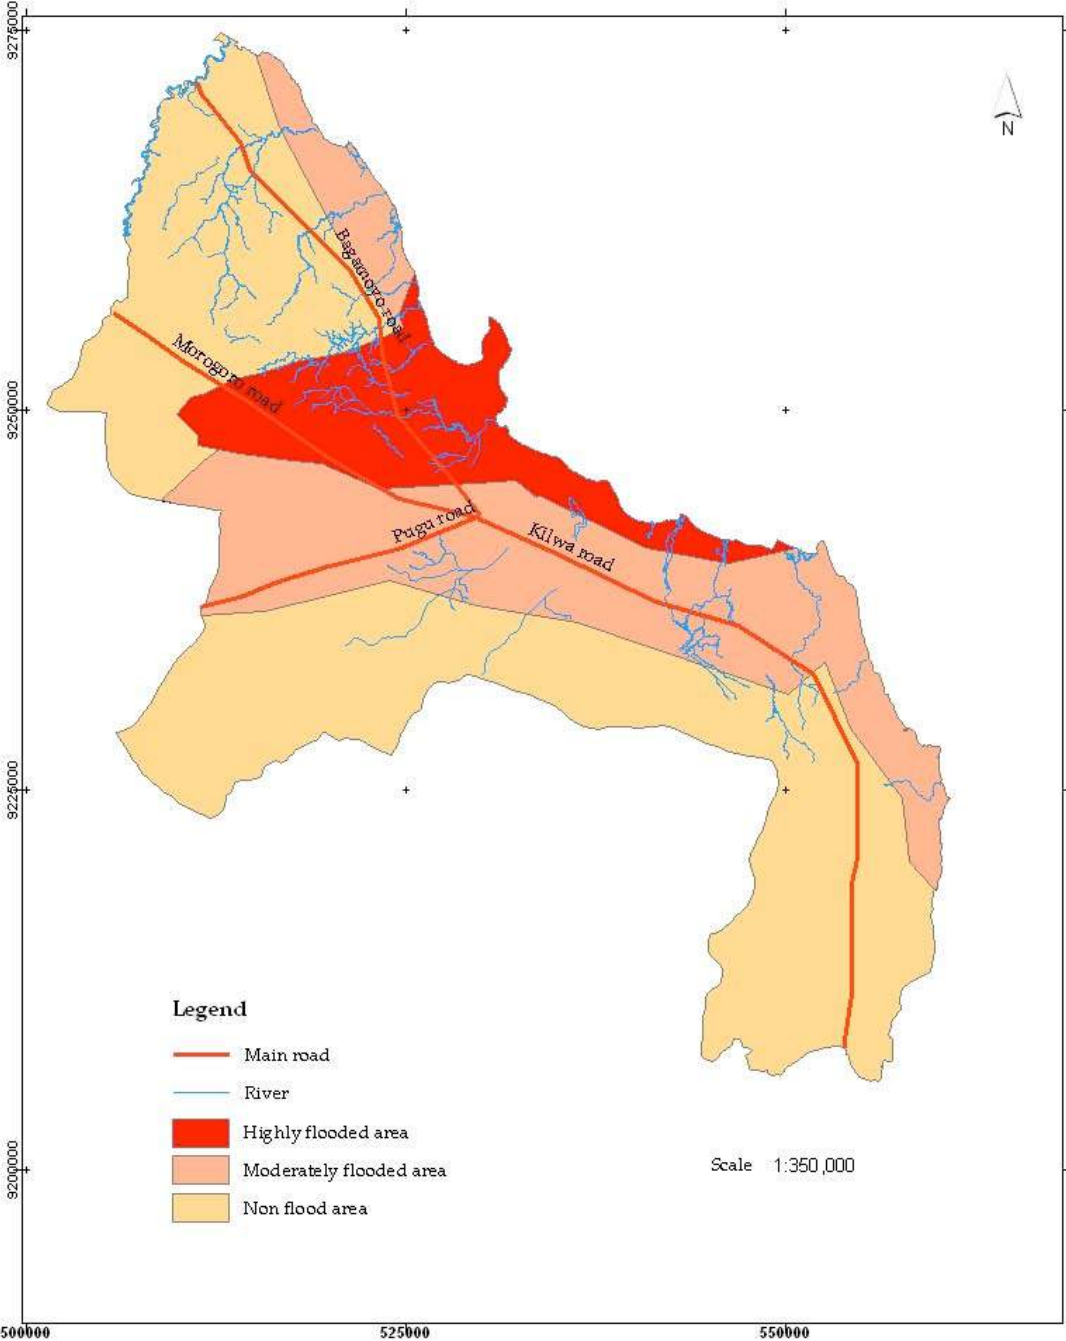 9275000
N
Bagamoyo road
Morogoro road
9250000
Pugu road
Kilwa road
9225000
Legend
Main road
River
Highly flooded area
Moderately flooded area
Non flood area
Scale 1:350,000
9200000
500000 525000 550000